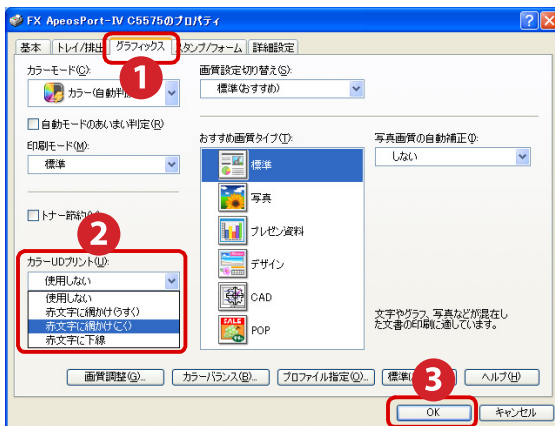 FX ApeosPort-IV C5575のプロパティ
基本 トレイ/排出 グラフィックス スタンプ/フォーム 詳細設定
1
カラーモード(C): 画質設定切り替え(S):
カラー(自動判 標準(おすすめ)
自動モードのあいまい判定(R)
印刷モード(M): おすすめ画質タイプ(T): 写真画質の自動補正(I):
標準 標準 しない
写真
トナー節約
プレゼン資料
2
カラーUDプリント(U): デザイン
使用しない
使用しない CAD
赤文字に網かけ(うすく)
赤文字に網かけ(こく) POP 文字やグラフ、写真などが混在し
赤文字に下線 た文書の印刷に適しています。
SALE
画質調整(G)... カラーバランス(B)... プロファイル指定(O)... 標準( ヘルプ(H)
3
OK キャンセル